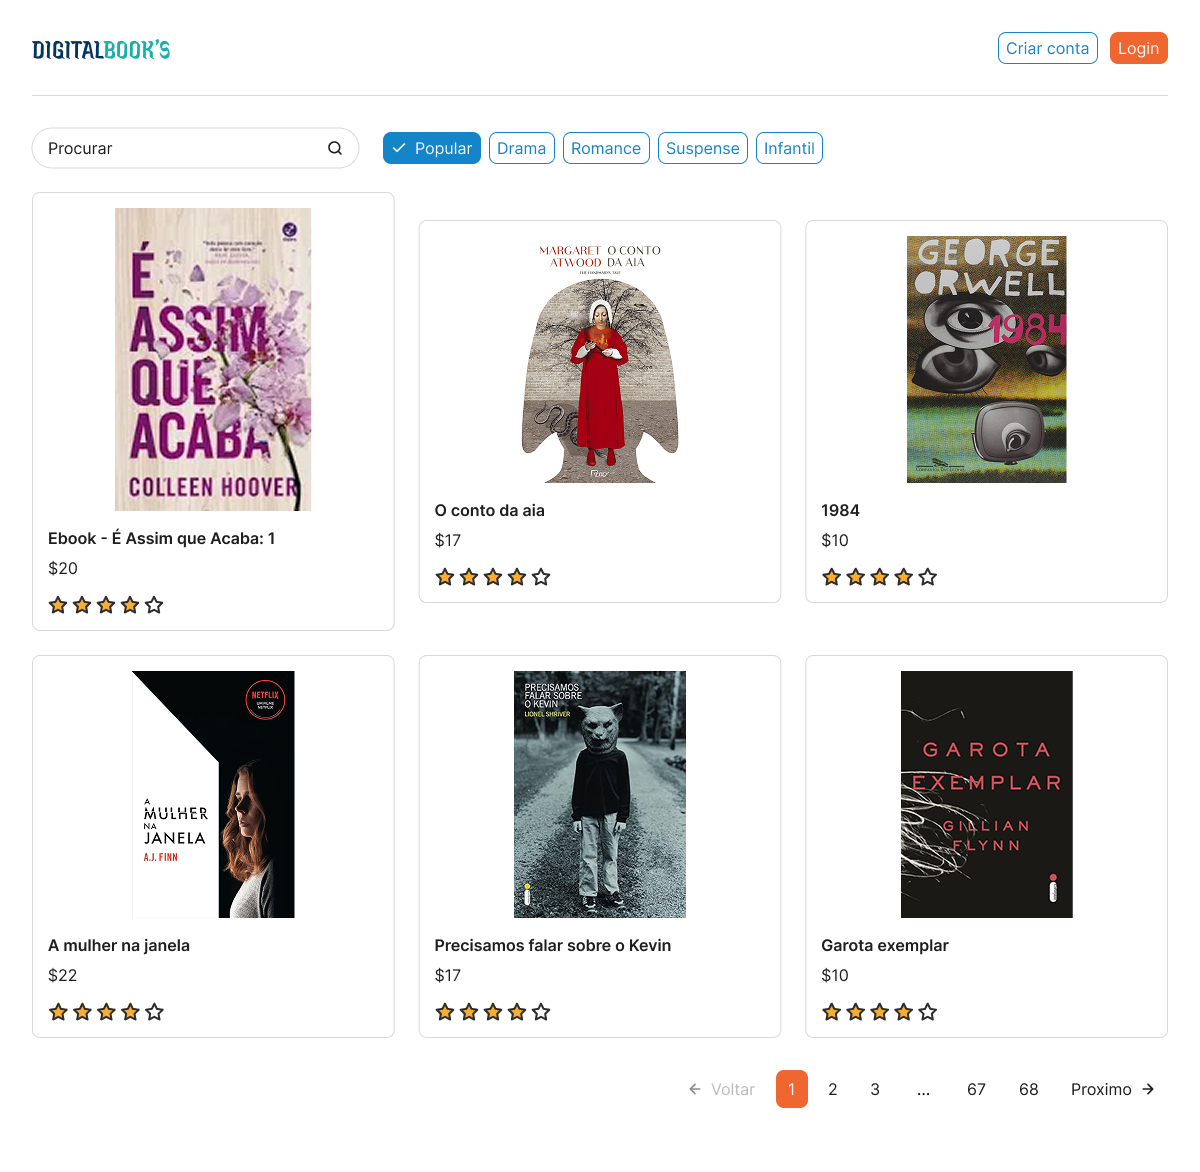 DIGITALBOOK'S
Criar conta
Login
Procurar
Popular
Drama
Romance
Suspense
Infantil
É
ASSIM
QUE
ACABA
COLLEEN HOOVER
Ebook - É Assim que Acaba: 1
$20
MARGARET O CONTO
ATWOOD DA AIA
THE HANDMAID'S TALE
O conto da aia
$17
GEORGE
ORWELL
1984
1984
$10
NETFLIX
A
MULHER
NA
JANELA
A.J. FINN
A mulher na janela
$22
PRECISAMOS
FALAR SOBRE
O KEVIN
LIONEL SHRIVER
Precisamos falar sobre o Kevin
$17
GAROTA
EXEMPLAR
GILLIAN
FLYNN
Garota exemplar
$10
Voltar
1
2
3
...
67
68
Proximo